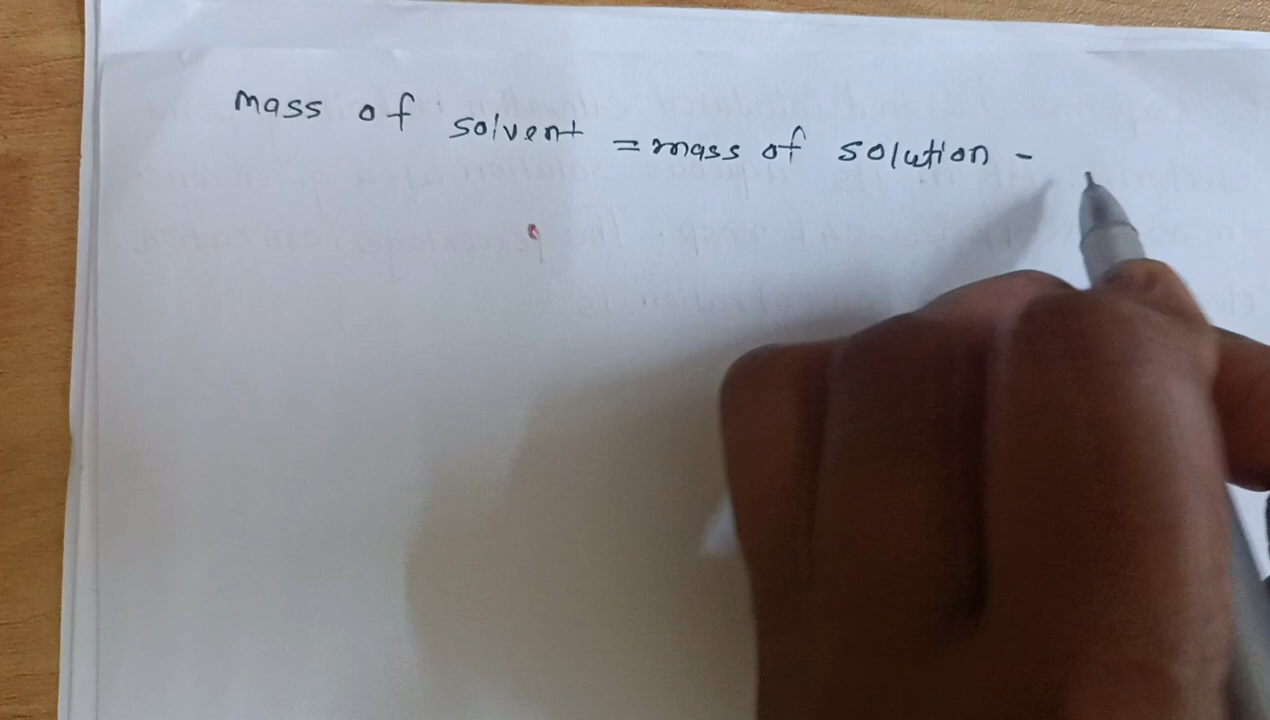 mass of solvent = mass of solution -